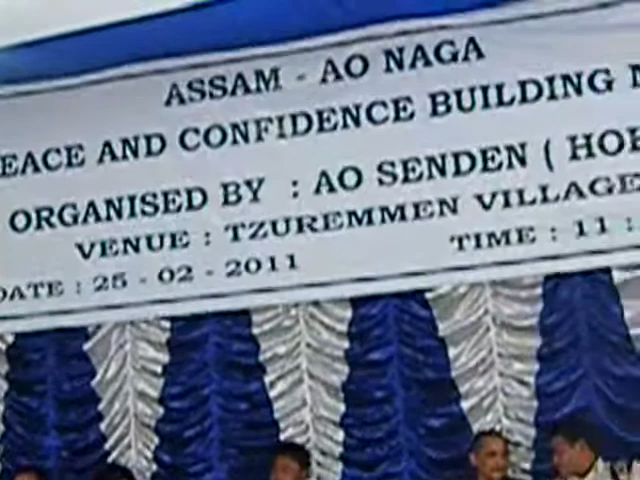 ASSAM - AO NAGA
EACE AND CONFIDENCE BUILDING
ORGANISED BY : AO SENDEN (
VENUE : TZUREMMEN VILLAGE
DATE : 25 - 02 - 2011
TIME : 11 :